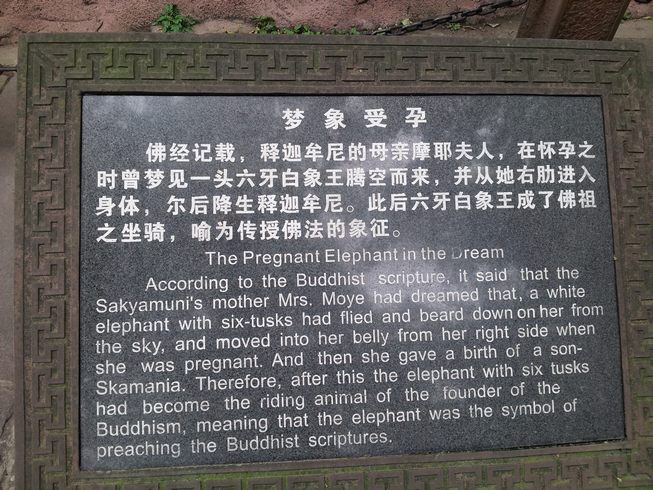 梦象受孕
佛经记载，释迦牟尼的母亲摩耶夫人，在怀孕之
时曾梦见一头六牙白象王腾空而来，并从她右肋进入
身体，尔后降生释迦牟尼。此后六牙白象王成了佛祖
之坐骑，喻为传授佛法的象征。
The Pregnant Elephant in the Dream
According to the Buddhist scripture, it said that the
Sakyamuni's mother Mrs. Moye had dreamed that, a white
elephant with six-tusks had flied and beard down on her from
the sky, and moved into her belly from her right side when
she was pregnant. And then she gave a birth of a son-
Skamania. Therefore, after this the elephant with six tusks
had become the riding animal of the founder of the
Buddhism, meaning that the elephant was the symbol of
preaching the Buddhist scriptures.